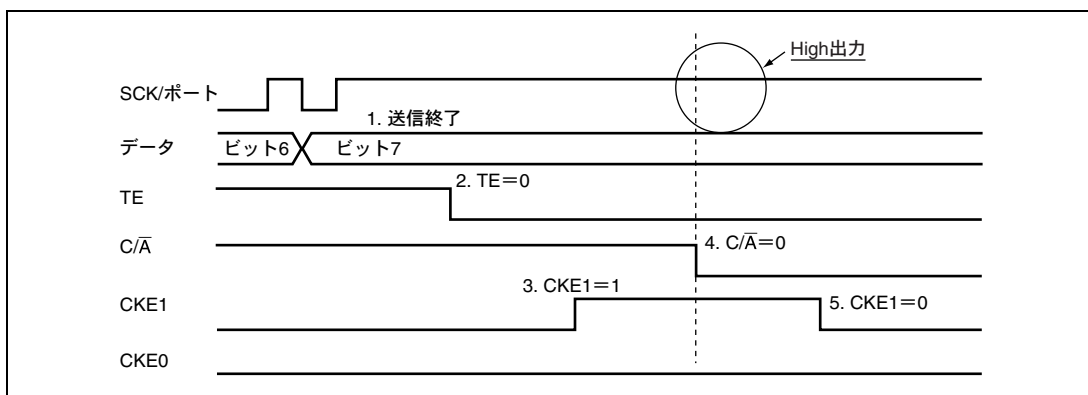 High出力
SCK/ポート
1. 送信終了
データ
ビット6
ビット7
TE
2. TE＝0
C/A̅
4. C/A̅＝0
3. CKE1＝1
CKE1
5. CKE1＝0
CKE0